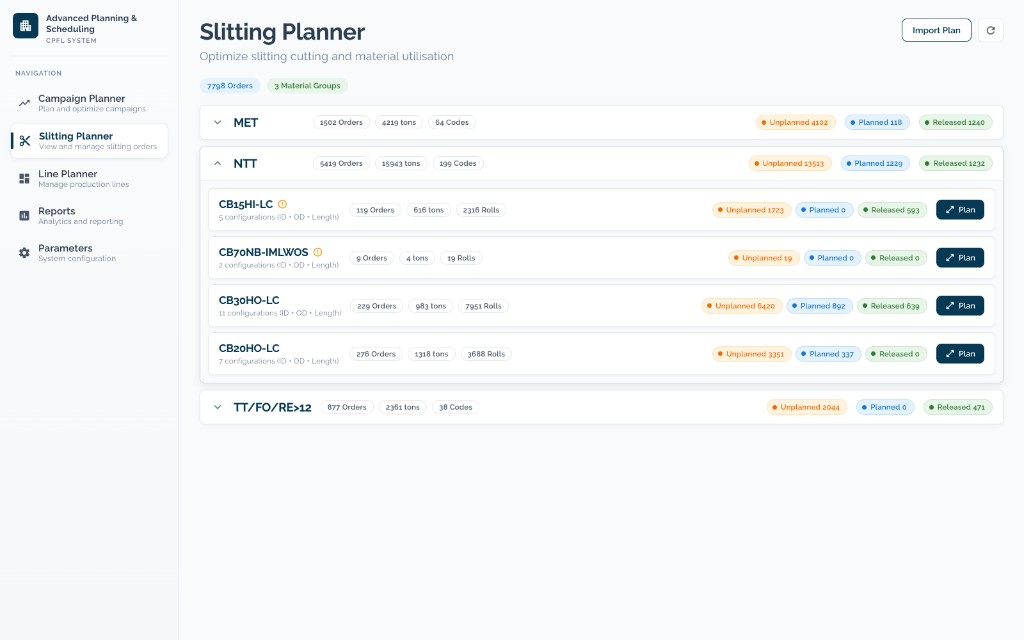 Advanced Planning &
Scheduling
CPFL SYSTEM
NAVIGATION
Campaign Planner
Plan and optimize campaigns
Slitting Planner
View and manage slitting orders
Line Planner
Manage production lines
Reports
Analytics and reporting
Parameters
System configuration
Slitting Planner
Optimize slitting cutting and material utilisation
Import Plan
7798 Orders 3 Material Groups
MET 1502 Orders 4219 tons 64 Codes Unplanned 4102 Planned 118 Released 1240
NTT 5419 Orders 15943 tons 199 Codes Unplanned 13513 Planned 1229 Released 1232
CB15HI-LC
5 configurations (ID • OD • Length)
119 Orders 616 tons 2316 Rolls Unplanned 1723 Planned 0 Released 593 Plan
CB70NB-IMLWOS
2 configurations (ID • OD • Length)
9 Orders 4 tons 19 Rolls Unplanned 19 Planned 0 Released 0 Plan
CB30HO-LC
11 configurations (ID • OD • Length)
229 Orders 983 tons 7951 Rolls Unplanned 6420 Planned 892 Released 639 Plan
CB20HO-LC
7 configurations (ID • OD • Length)
276 Orders 1318 tons 3688 Rolls Unplanned 3351 Planned 337 Released 0 Plan
TT/FO/RE>12 877 Orders 2361 tons 38 Codes Unplanned 2044 Planned 0 Released 471